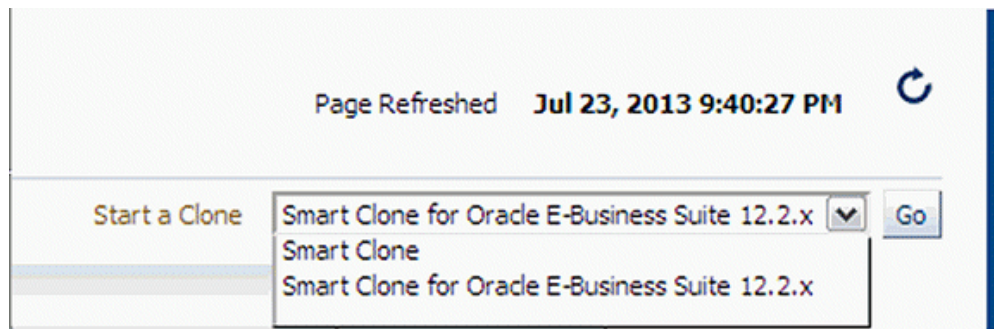 Page Refreshed Jul 23, 2013 9:40:27 PM
Start a Clone Smart Clone for Oracle E-Business Suite 12.2.x Go
Smart Clone
Smart Clone for Oracle E-Business Suite 12.2.x